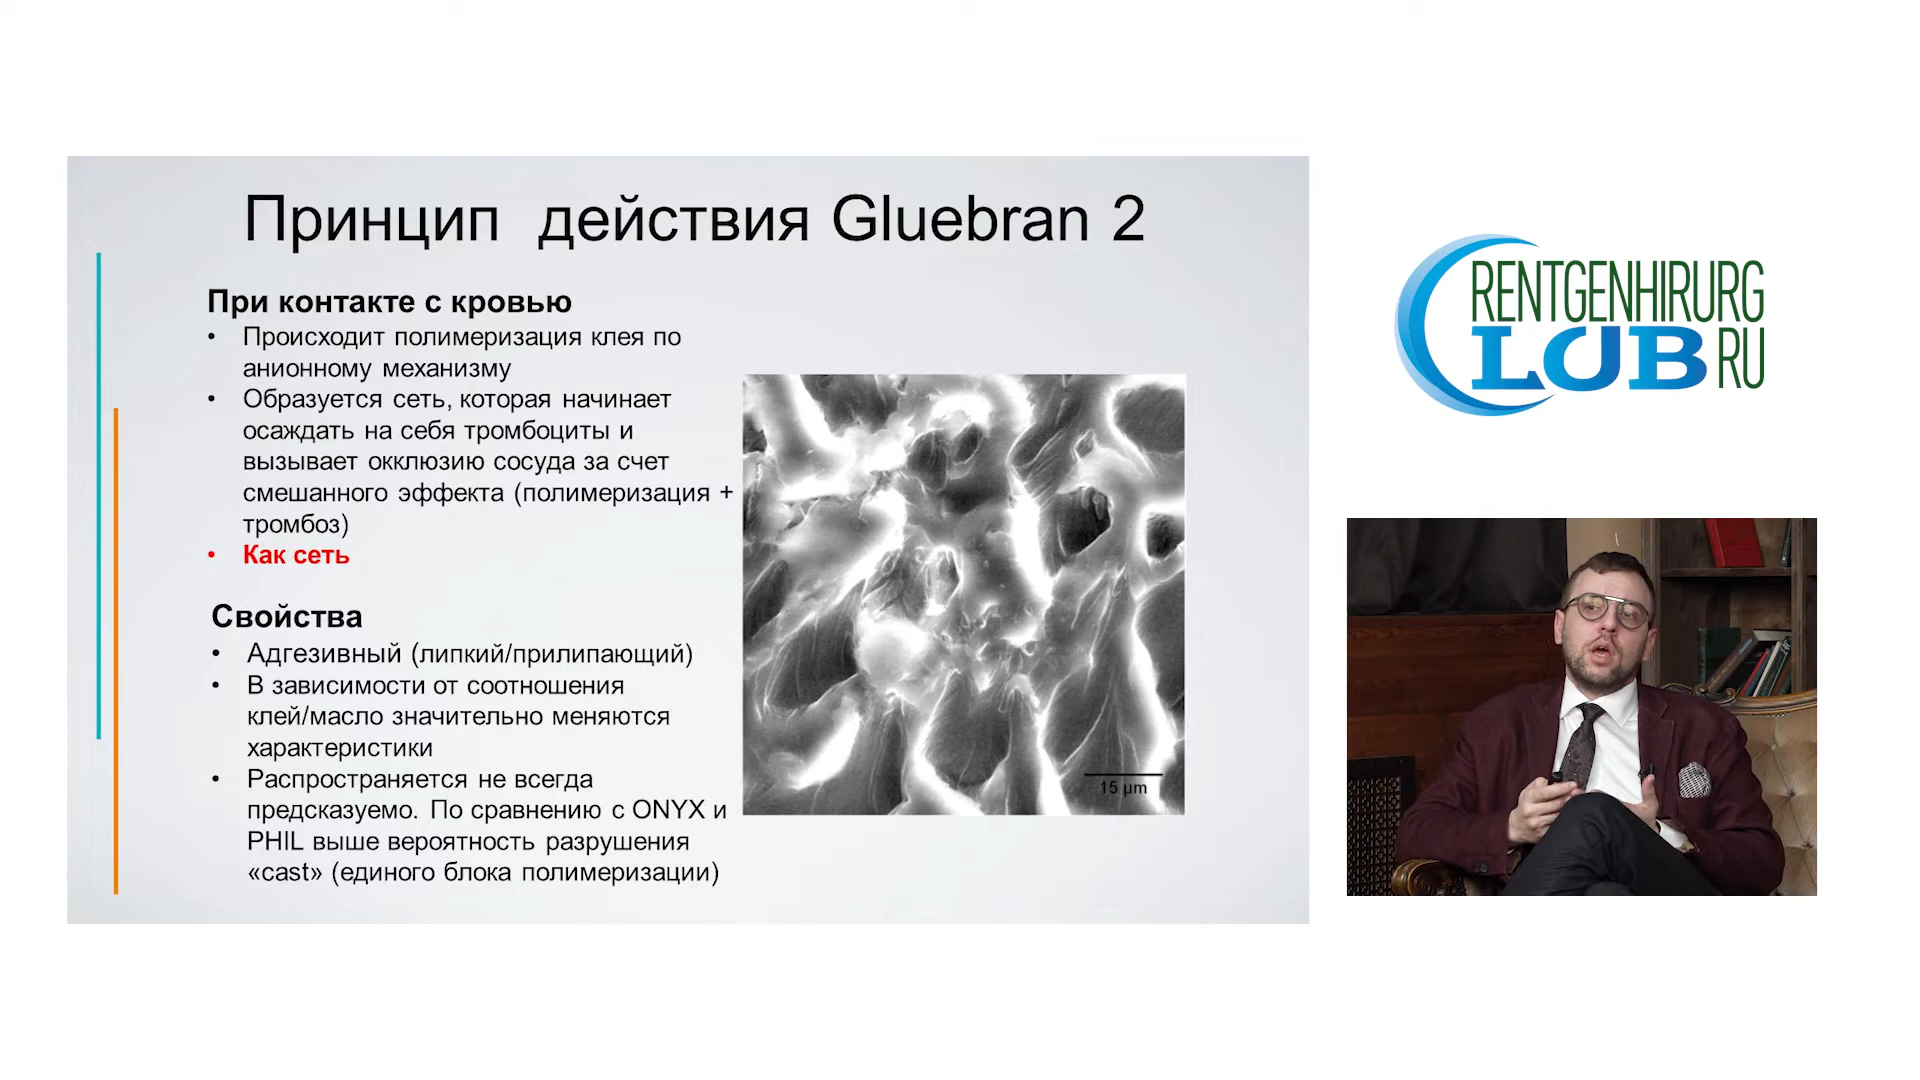 Принцип действия Gluebran 2
При контакте с кровью
• Происходит полимеризация клея по
анионному механизму
• Образуется сеть, которая начинает
осаждать на себя тромбоциты и
вызывает окклюзию сосуда за счет
смешанного эффекта (полимеризация +
тромбоз)
• Как сеть
Свойства
• Адгезивный (липкий/прилипающий)
• В зависимости от соотношения
клей/масло значительно меняются
характеристики
• Распространяется не всегда
предсказуемо. По сравнению с ONYX и
PHIL выше вероятность разрушения
«cast» (единого блока полимеризации)
15 µm
RENTGENHIRURG
CLUB RU